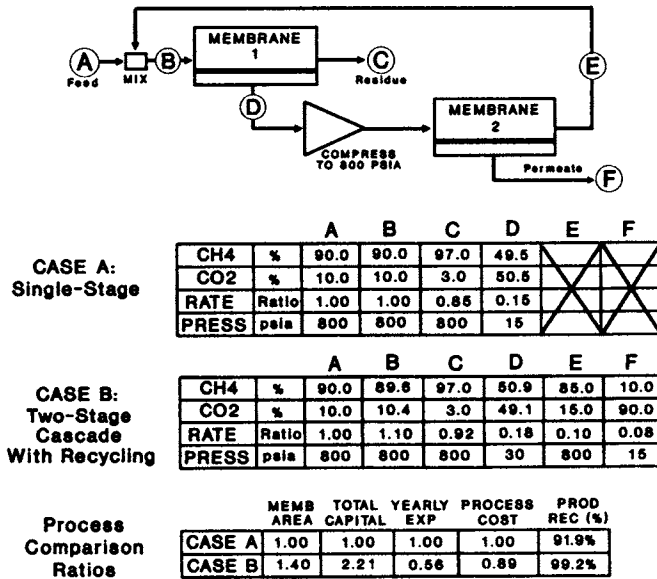 MEMBRANE
1
A
B
C
Feed
MIX
Residue
D
E
COMPRESS
TO 800 PSIA
MEMBRANE
2
Permeate
F
A B C D E F
CASE A:
Single-Stage
CH4 % 90.0 90.0 97.0 49.5
CO2 % 10.0 10.0 3.0 50.5
RATE Ratio 1.00 1.00 0.85 0.15
PRESS psia 800 800 800 15
A B C D E F
CASE B:
Two-Stage
Cascade
With Recycling
CH4 % 90.0 89.6 97.0 50.9 85.0 10.0
CO2 % 10.0 10.4 3.0 49.1 15.0 90.0
RATE Ratio 1.00 1.10 0.92 0.18 0.10 0.08
PRESS psia 800 800 800 30 800 15
Process
Comparison
Ratios
MEMB AREA TOTAL CAPITAL YEARLY EXP PROCESS COST PROD REC (%)
CASE A 1.00 1.00 1.00 1.00 91.9%
CASE B 1.40 2.21 0.56 0.89 99.2%